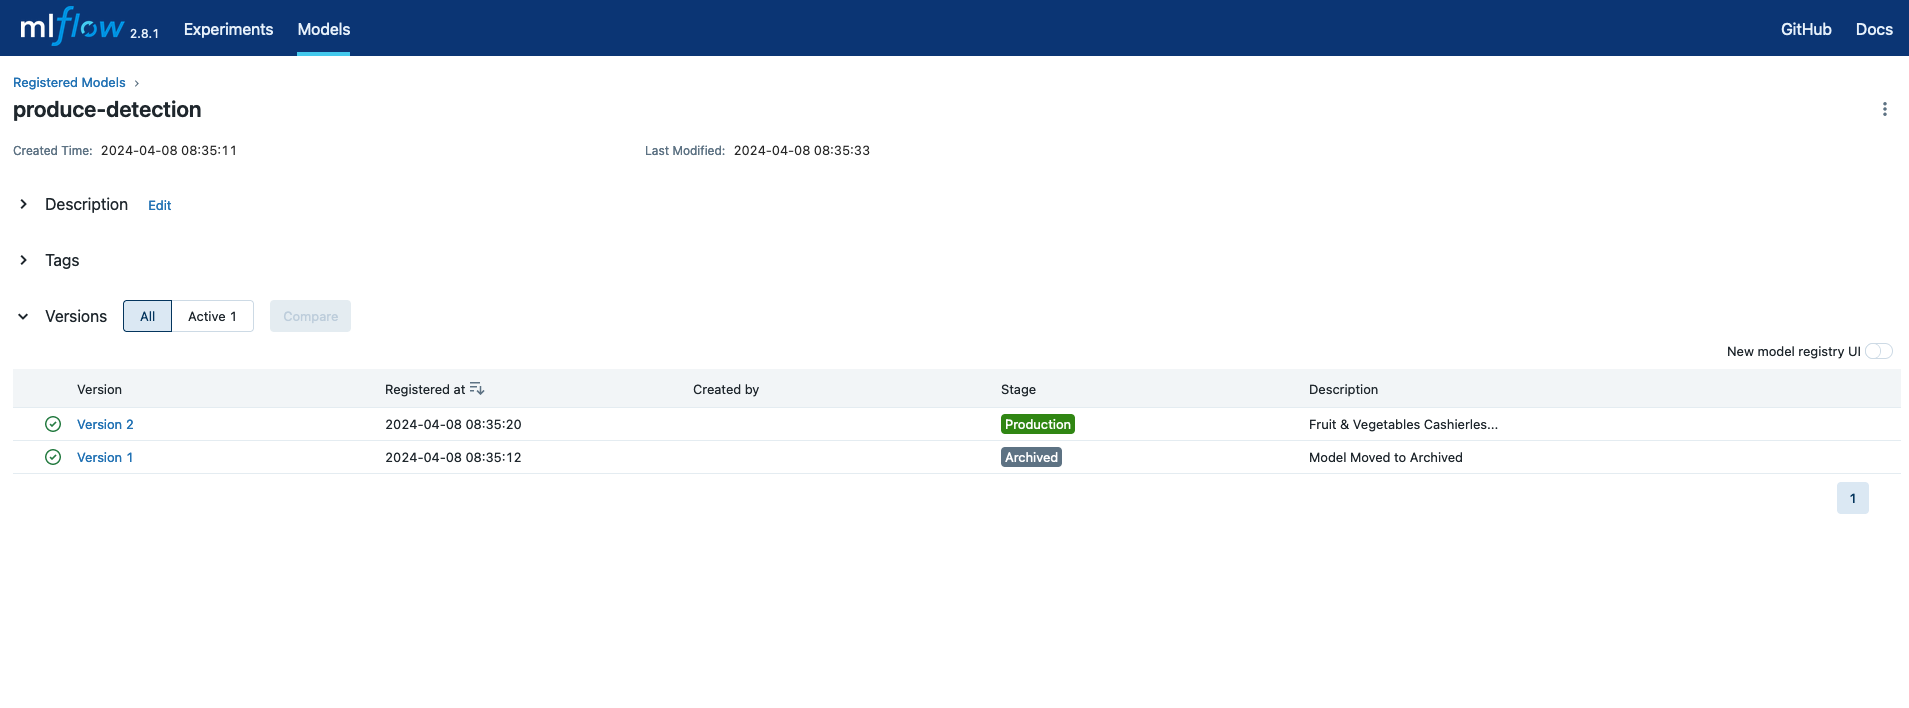 mlflow 2.8.1 Experiments Models GitHub Docs
Registered Models ›
produce-detection
Created Time: 2024-04-08 08:35:11 Last Modified: 2024-04-08 08:35:33
Description Edit
Tags
Versions All Active 1 Compare
New model registry UI
Version Registered at Created by Stage Description
Version 2 2024-04-08 08:35:20 Production Fruit & Vegetables Cashierles...
Version 1 2024-04-08 08:35:12 Archived Model Moved to Archived
1